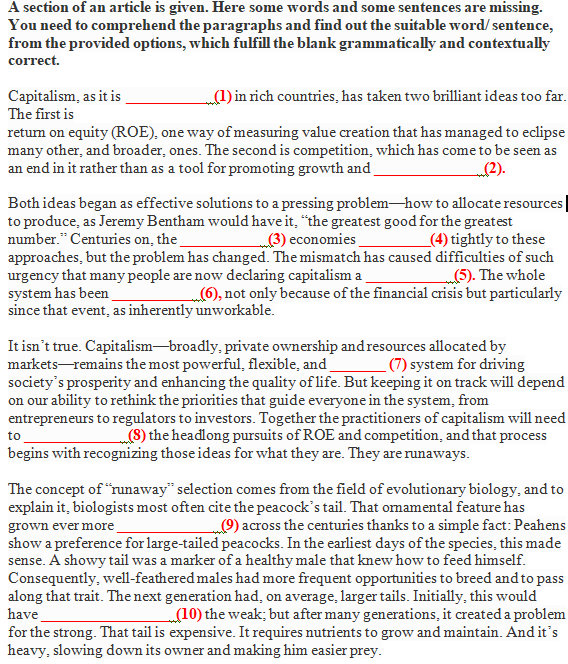 A section of an article is given. Here some words and some sentences are missing.
You need to comprehend the paragraphs and find out the suitable word/ sentence,
from the provided options, which fulfill the blank grammatically and contextually
correct.
Capitalism, as it is ______________(1) in rich countries, has taken two brilliant ideas too far.
The first is
return on equity (ROE), one way of measuring value creation that has managed to eclipse
many other, and broader, ones. The second is competition, which has come to be seen as
an end in it rather than as a tool for promoting growth and ______________(2).
Both ideas began as effective solutions to a pressing problem—how to allocate resources
to produce, as Jeremy Bentham would have it, “the greatest good for the greatest
number.” Centuries on, the ______________(3) economies ____________(4) tightly to these
approaches, but the problem has changed. The mismatch has caused difficulties of such
urgency that many people are now declaring capitalism a ______________(5). The whole
system has been ______________(6), not only because of the financial crisis but particularly
since that event, as inherently unworkable.
It isn’t true. Capitalism—broadly, private ownership and resources allocated by
markets—remains the most powerful, flexible, and ________ (7) system for driving
society’s prosperity and enhancing the quality of life. But keeping it on track will depend
on our ability to rethink the priorities that guide everyone in the system, from
entrepreneurs to regulators to investors. Together the practitioners of capitalism will need
to ______________(8) the headlong pursuits of ROE and competition, and that process
begins with recognizing those ideas for what they are. They are runaways.
The concept of “runaway” selection comes from the field of evolutionary biology, and to
explain it, biologists most often cite the peacock’s tail. That ornamental feature has
grown ever more ______________(9) across the centuries thanks to a simple fact: Peahens
show a preference for large-tailed peacocks. In the earliest days of the species, this made
sense. A showy tail was a marker of a healthy male that knew how to feed himself.
Consequently, well-feathered males had more frequent opportunities to breed and to pass
along that trait. The next generation had, on average, larger tails. Initially, this would
have __________________(10) the weak; but after many generations, it created a problem
for the strong. That tail is expensive. It requires nutrients to grow and maintain. And it’s
heavy, slowing down its owner and making him easier prey.